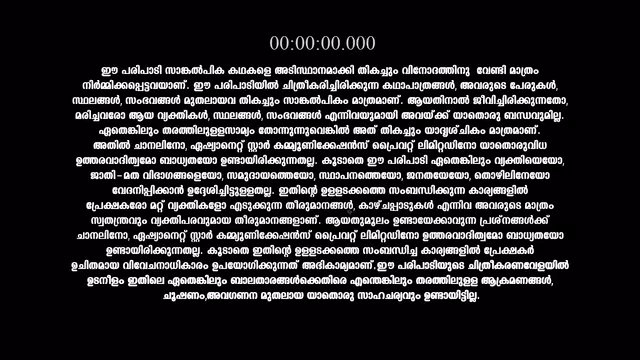 00:00:00.000
ഈ പരിപാടി സാങ്കൽപിക കഥകളെ അടിസ്ഥാനമാക്കി തികച്ചും വിനോദത്തിനു വേണ്ടി മാത്രം
നിർമ്മിക്കപ്പെട്ടവയാണ്. ഈ പരിപാടിയിൽ ചിത്രീകരിച്ചിരിക്കുന്ന കഥാപാത്രങ്ങൾ, അവരുടെ പേരുകൾ,
സ്ഥലങ്ങൾ, സംഭവങ്ങൾ മുതലായവ തികച്ചും സാങ്കൽപികം മാത്രമാണ്. ആയതിനാൽ ജീവിച്ചിരിക്കുന്നതോ,
മരിച്ചവരോ ആയ വ്യക്തികൾ, സ്ഥലങ്ങൾ, സംഭവങ്ങൾ എന്നിവയുമായി അവയ്ക്ക് യാതൊരു ബന്ധവുമില്ല.
ഏതെങ്കിലും തരത്തിലുളളസാമ്യം തോന്നുന്നുവെങ്കിൽ അത് തികച്ചും യാദൃശ്ചികം മാത്രമാണ്.
അതിൽ ചാനലിനോ, ഏഷ്യാനെറ്റ് സ്റ്റാർ കമ്മ്യൂണിക്കേഷൻസ് പ്രൈവറ്റ് ലിമിറ്റഡിനോ യാതൊരുവിധ
ഉത്തരവാദിത്വമോ ബാധ്യതയോ ഉണ്ടായിരിക്കുന്നതല്ല. കൂടാതെ ഈ പരിപാടി ഏതെങ്കിലും വ്യക്തിയെയോ,
ജാതി-മത വിഭാഗങ്ങളെയോ, സമുദായത്തെയോ, സ്ഥാപനത്തെയോ, ജനതയേയോ, തൊഴിലിനേയോ
വേദനിപ്പിക്കാൻ ഉദ്ദേശിച്ചിട്ടുളളതല്ല. ഇതിന്റെ ഉളളടക്കത്തെ സംബന്ധിക്കുന്ന കാര്യങ്ങളിൽ
പ്രേക്ഷകരോ മറ്റ് വ്യക്തികളോ എടുക്കുന്ന തീരുമാനങ്ങൾ, കാഴ്ചപ്പാടുകൾ എന്നിവ അവരുടെ മാത്രം
സ്വതന്ത്രവും വ്യക്തിപരവുമായ തീരുമാനങ്ങളാണ്. ആയതുമൂലം ഉണ്ടായേക്കാവുന്ന പ്രശ്നങ്ങൾക്ക്
ചാനലിനോ, ഏഷ്യാനെറ്റ് സ്റ്റാർ കമ്മ്യൂണിക്കേഷൻസ് പ്രൈവറ്റ് ലിമിറ്റഡിനോ ഉത്തരവാദിത്വമോ ബാധ്യതയോ
ഉണ്ടായിരിക്കുന്നതല്ല. കൂടാതെ ഇതിന്റെ ഉളളടക്കത്തെ സംബന്ധിച്ച കാര്യങ്ങളിൽ പ്രേക്ഷകർ
ഉചിതമായ വിവേചനാധികാരം ഉപയോഗിക്കുന്നത് അഭികാമ്യമാണ്.ഈ പരിപാടിയുടെ ചിത്രീകരണവേളയിൽ
ഉടനീളം ഇതിലെ ഏതെങ്കിലും ബാലതാരങ്ങൾക്കെതിരെ എന്തെങ്കിലും തരത്തിലുളള ആക്രമണങ്ങൾ,
ചൂഷണം,അവഗണന മുതലായ യാതൊരു സാഹചര്യവും ഉണ്ടായിട്ടില്ല.